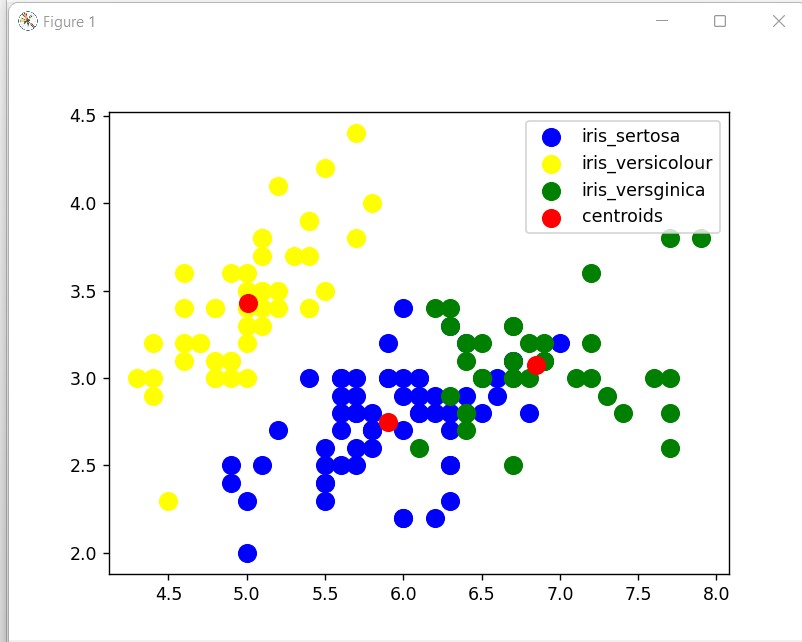 Figure 1
4.5
4.0
3.5
3.0
2.5
2.0
iris_sertosa
iris_versicolour
iris_versginica
centroids
4.5 5.0 5.5 6.0 6.5 7.0 7.5 8.0